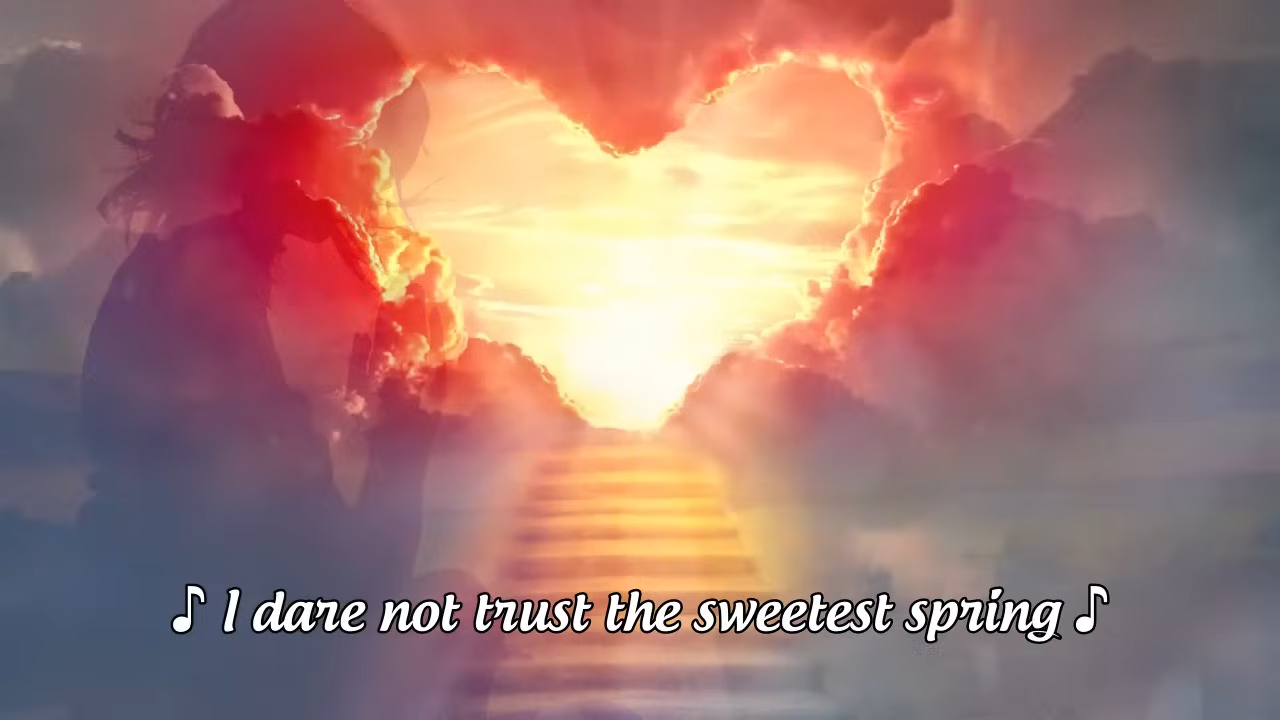 ♪ I dare not trust the sweetest spring ♪